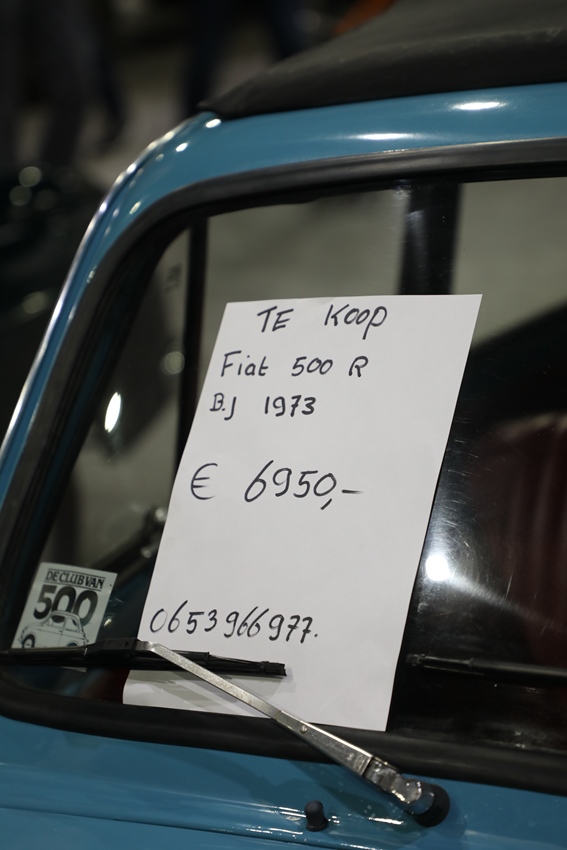 TE KOOP
Fiat 500 R
B.J 1973
€ 6950,-
0653966977.
DE CLUB VAN
500